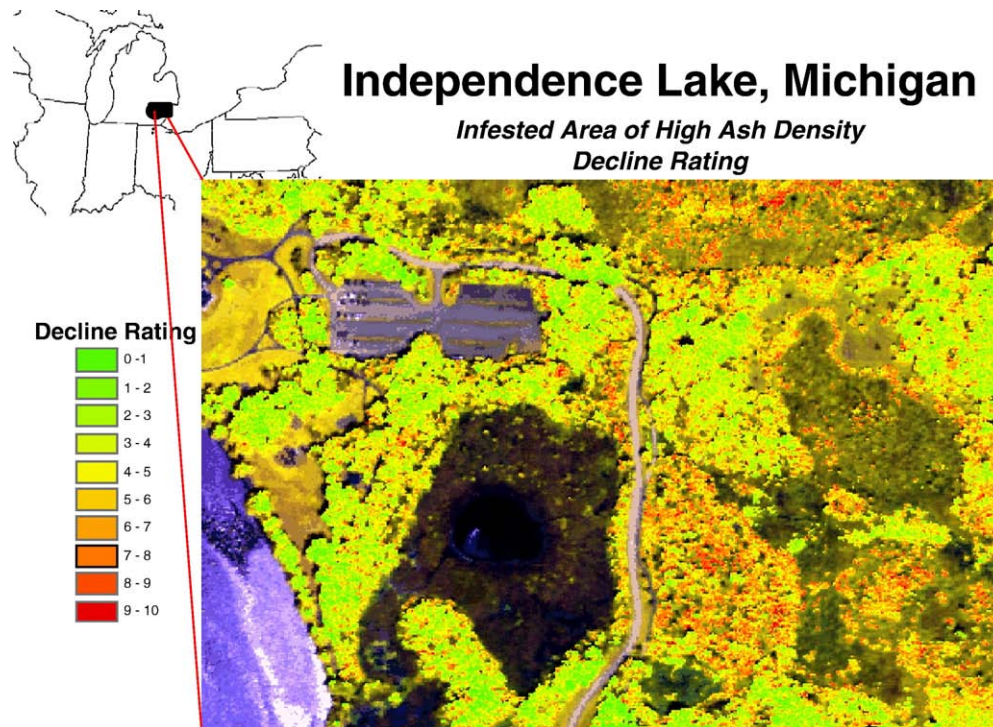 Independence Lake, Michigan
Infested Area of High Ash Density
Decline Rating
Decline Rating
0 - 1
1 - 2
2 - 3
3 - 4
4 - 5
5 - 6
6 - 7
7 - 8
8 - 9
9 - 10